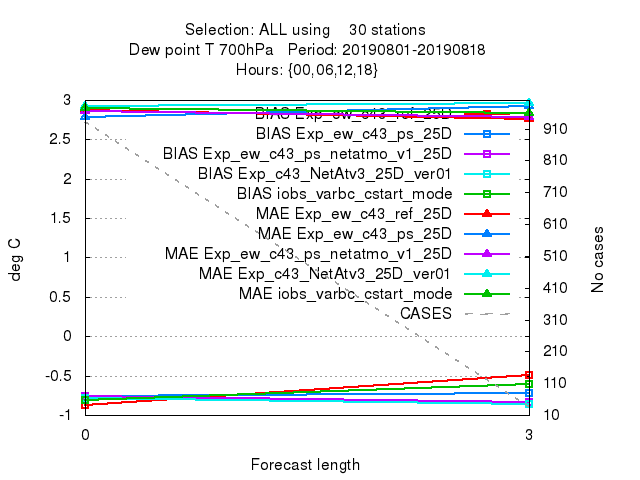 Selection: ALL using 30 stations
Dew point T 700hPa Period: 20190801-20190818
Hours: {00,06,12,18}
3
2.5
2
1.5
1
0.5
0
-0.5
-1
deg C
BIAS Exp_ew_c43_ref_25D
BIAS Exp_ew_c43_ps_25D
BIAS Exp_ew_c43_ps_netatmo_v1_25D
BIAS Exp_c43_NetAtv3_25D_ver01
BIAS iobs_varbc_cstart_mode
MAE Exp_ew_c43_ref_25D
MAE Exp_ew_c43_ps_25D
MAE Exp_ew_c43_ps_netatmo_v1_25D
MAE Exp_c43_NetAtv3_25D_ver01
MAE iobs_varbc_cstart_mode
CASES
910
810
710
610
510
410
310
210
110
10
No cases
0 3
Forecast length